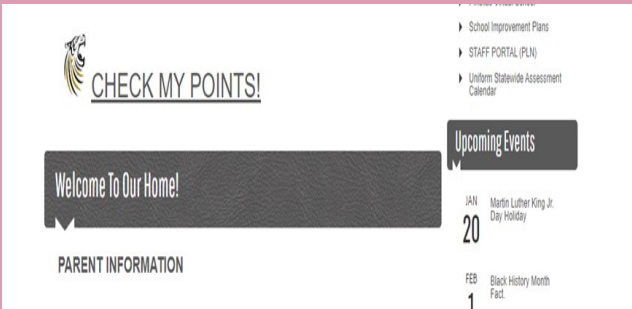 School Improvement Plans
STAFF PORTAL (PLN)
Uniform Statewide Assessment
Calendar
CHECK MY POINTS!
Upcoming Events
Welcome To Our Home!
JAN
20
Martin Luther King Jr.
Day Holiday
PARENT INFORMATION
FEB
1
Black History Month
Fact.